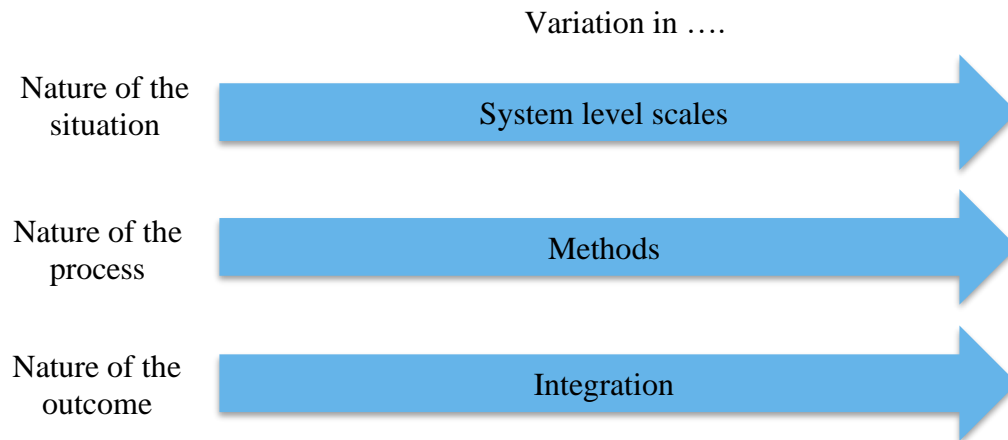 Variation in ….
Nature of the
situation
System level scales
Nature of the
process
Methods
Nature of the
outcome
Integration